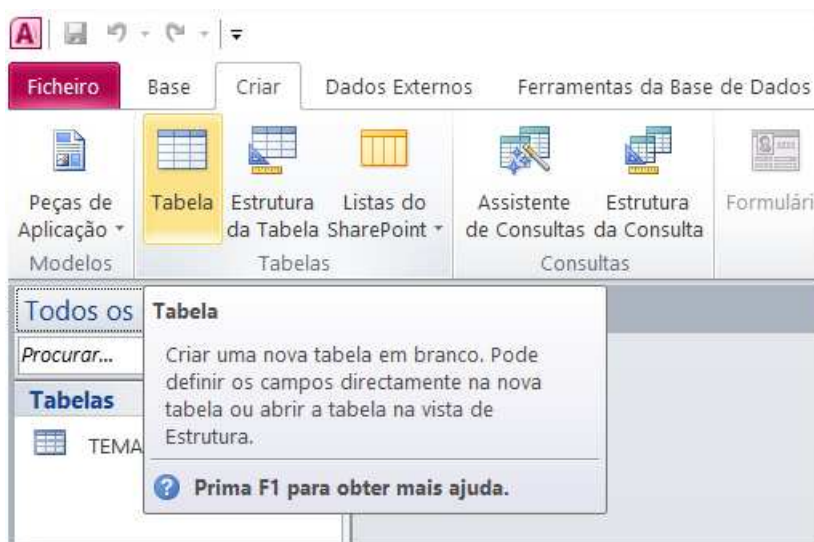 A
Ficheiro Base Criar Dados Externos Ferramentas da Base de Dados
Peças de Aplicação
Tabela
Estrutura da Tabela
Listas do SharePoint
Assistente de Consultas
Estrutura da Consulta
Modelos Tabelas Consultas
Todos os
Procurar...
Tabelas
TEMA
Tabela
Criar uma nova tabela em branco. Pode
definir os campos directamente na nova
tabela ou abrir a tabela na vista de
Estrutura.
Prima F1 para obter mais ajuda.